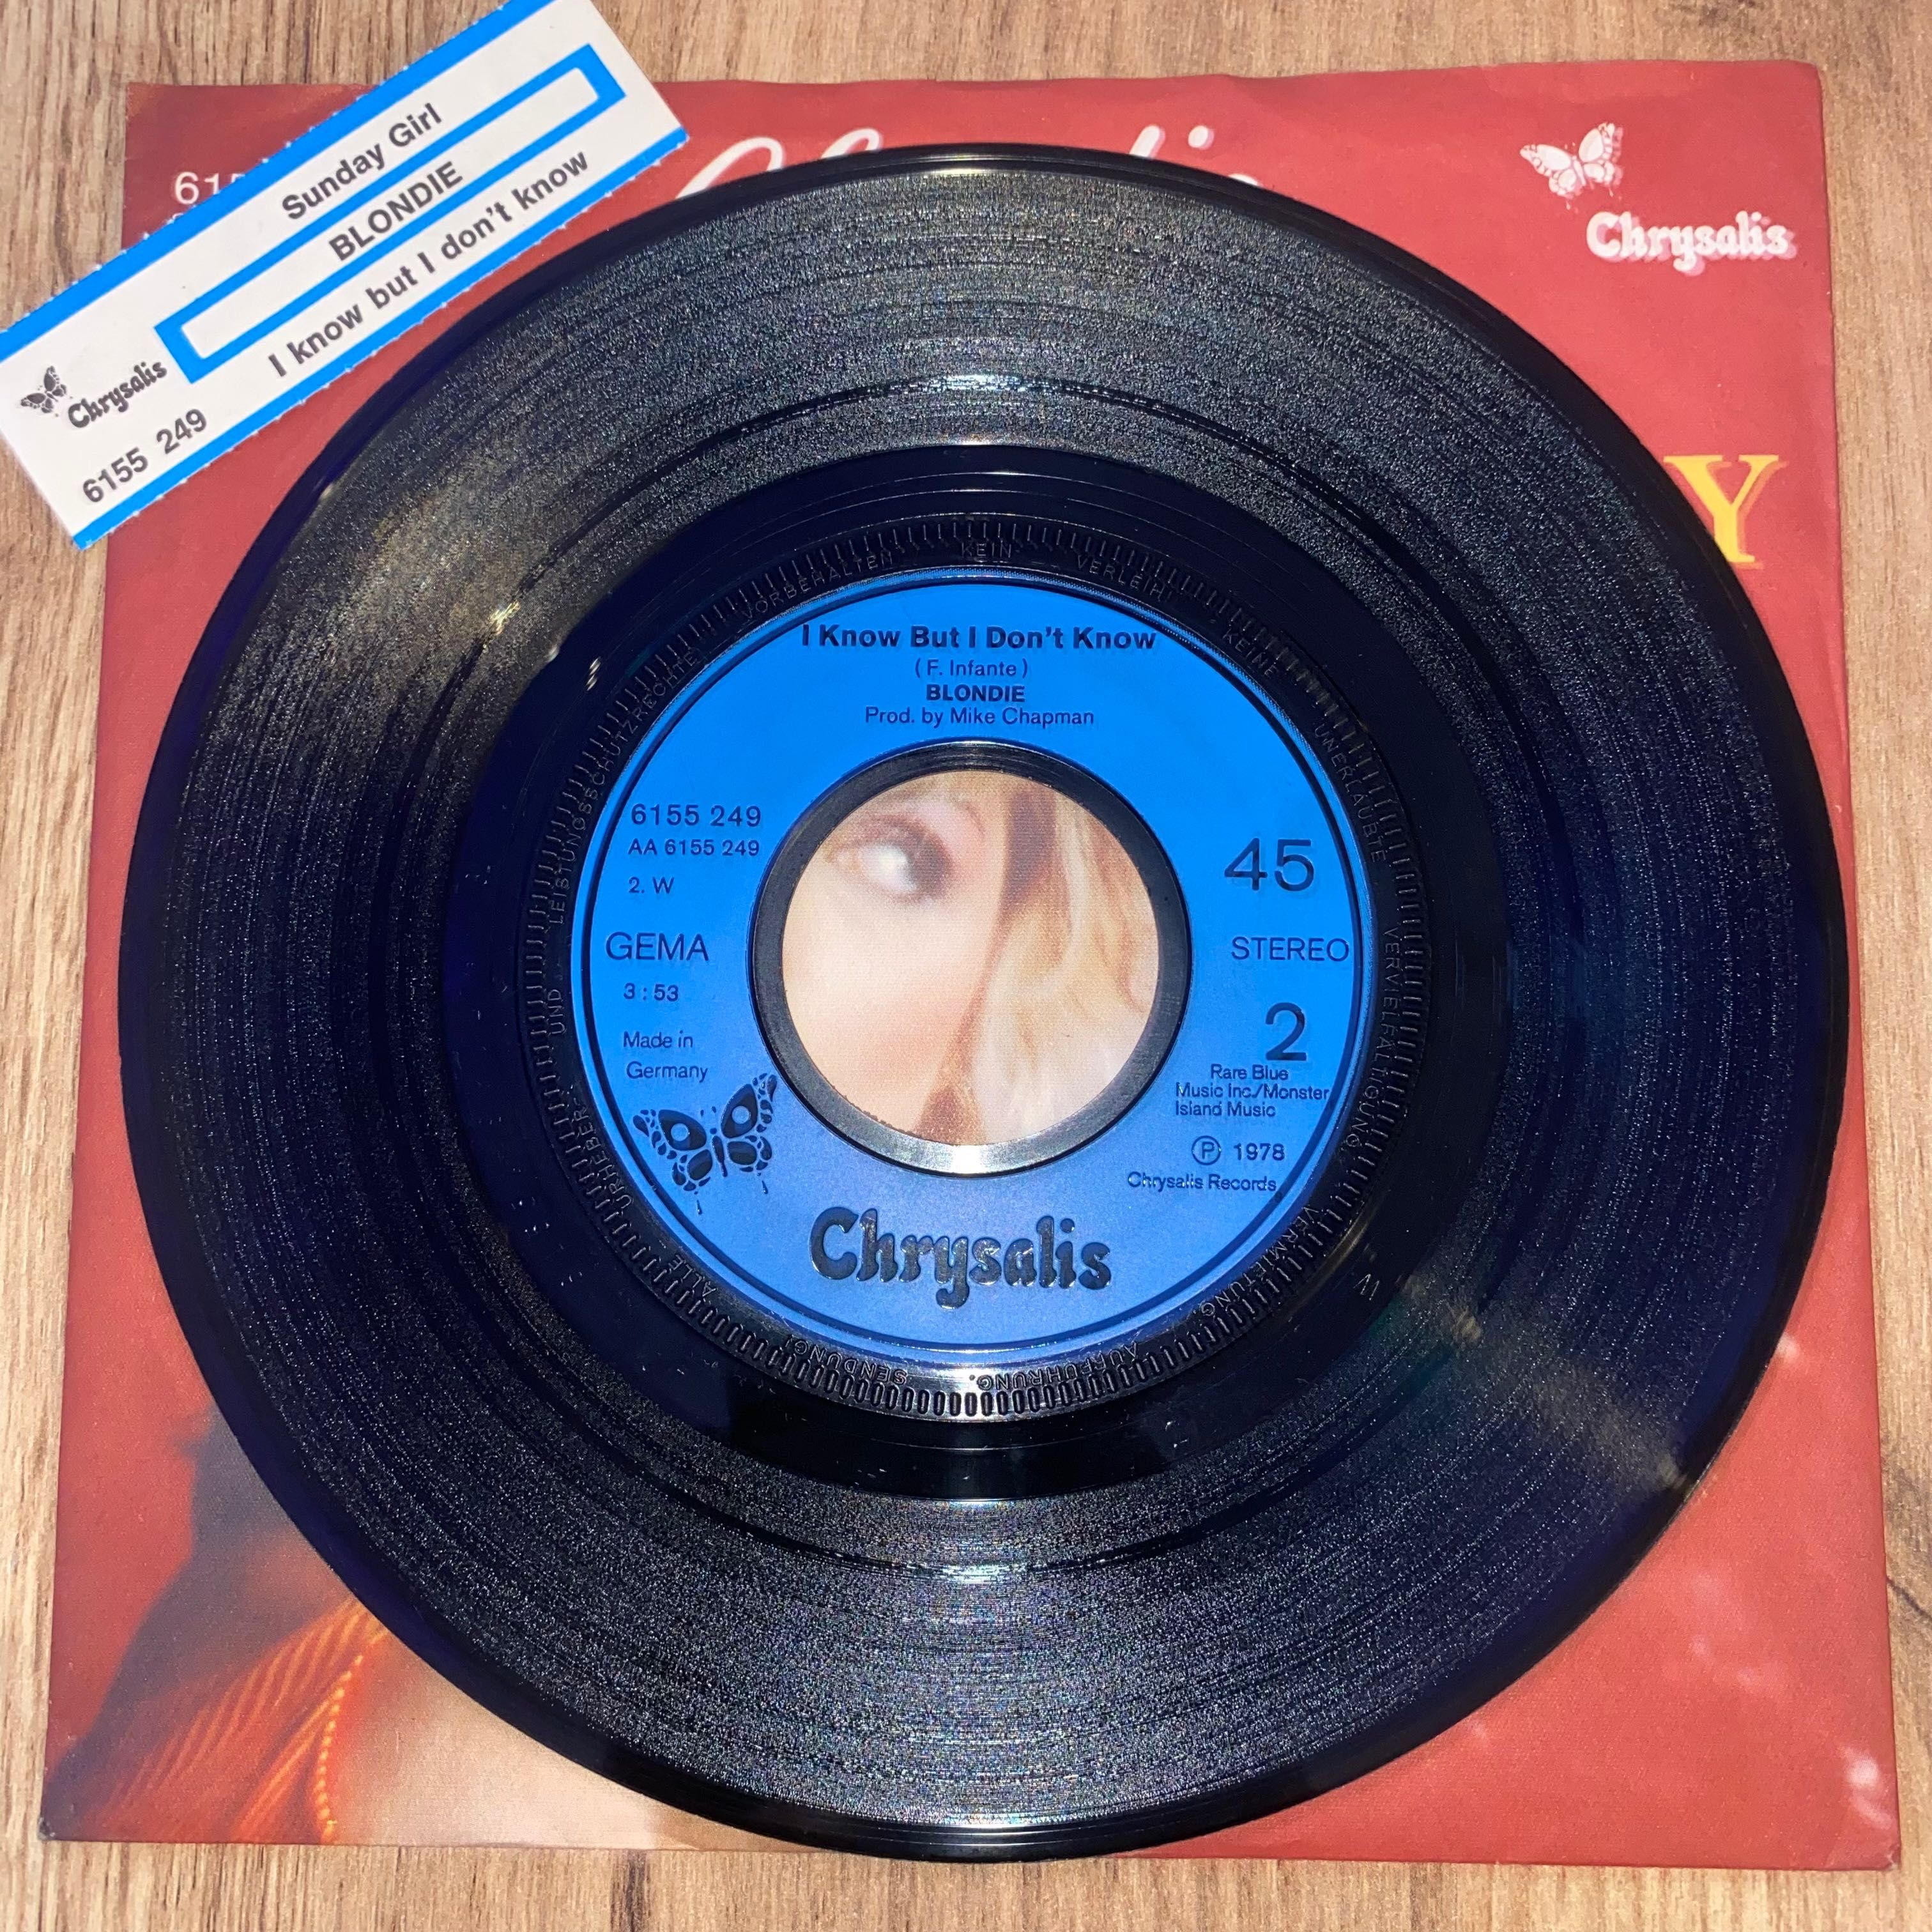 Sunday Girl
BLONDIE
I know but I don't know
Chrysalis
6155 249
Chrysalis
Y
I Know But I Don't Know
(F. Infante)
BLONDIE
Prod. by Mike Chapman
6155 249
AA 6155 249
2. W
GEMA
3:53
Made in
Germany
45
STEREO
2
Rare Blue
Music Inc./Monster
Island Music
Ⓟ 1978
Chrysalis Records
Chrysalis
ALLE URHEBER- UND LEISTUNGSSCHUTZRECHTE VORBEHALTEN KEIN VERLEIH! KEINE UNERLAUBTE VERVIELFÄLTIGUNG, VERMIETUNG, AUFFÜHRUNG, SENDUNG!